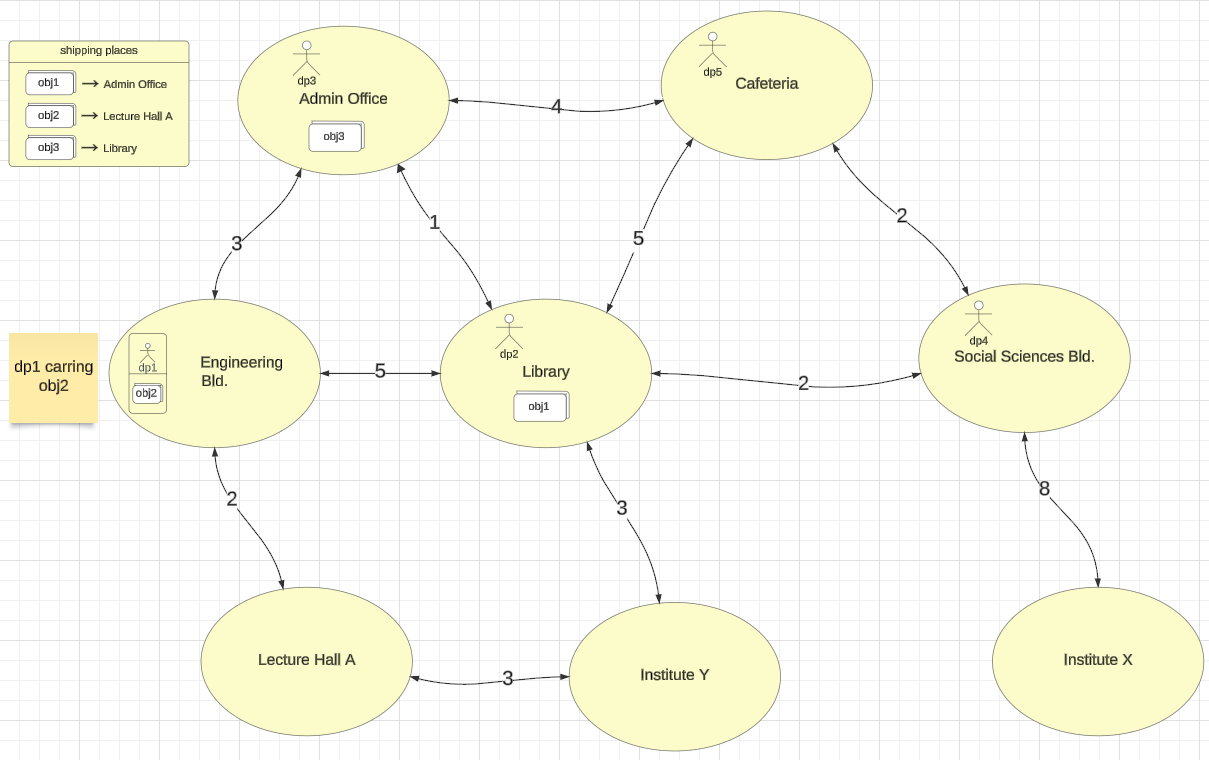 shipping places
obj1
Admin Office
obj2
Lecture Hall A
obj3
Library
dp3
Admin Office
obj3
dp5
Cafeteria
4
3
1
5
2
dp1 carring
obj2
dp1
obj2
Engineering
Bld.
5
dp2
Library
obj1
2
dp4
Social Sciences Bld.
2
3
8
Lecture Hall A
3
Institute Y
Institute X